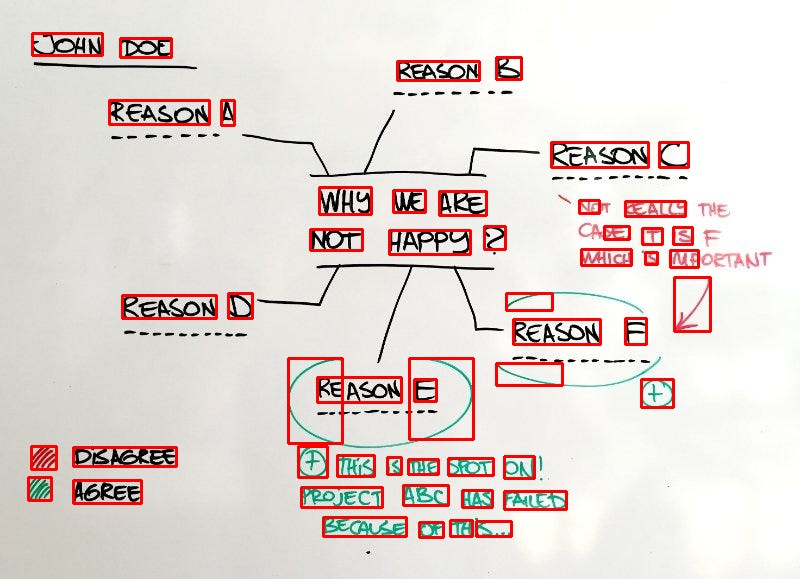 JOHN DOE
REASON B
REASON A
REASON C
WHY WE ARE
NOT HAPPY ?
NOT REALLY THE
CASE. IT IS F
WHICH IS IMPORTANT
REASON D
REASON F
REASON E
+
+ THIS IS THE SPOT ON!
PROJECT ABC HAS FAILED
BECAUSE OF THIS...
DISAGREE
AGREE